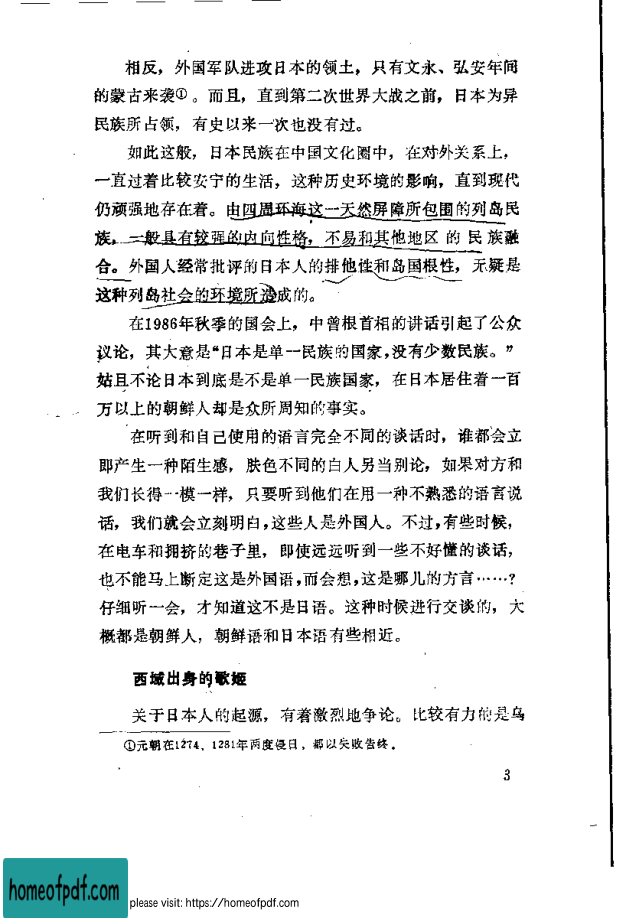 相反，外国军队进攻日本的领土，只有文永、弘安年间
的蒙古来袭①。而且，直到第二次世界大战之前，日本为异
民族所占领，有史以来一次也没有过。
如此这般，日本民族在中国文化圈中，在对外关系上，
一直过着比较安宁的生活，这种历史环境的影响，直到现代
仍顽强地存在着。由四周环海这一天然屏障所包围的列岛民
族，一般具有较强的内向性格，不易和其他地区的民族融
合。外国人经常批评的日本人的排他性和岛国根性，无疑是
这种列岛社会的环境所造成的。
在1986年秋季的国会上，中曾根首相的讲话引起了公众
议论，其大意是“日本是单一民族的国家，没有少数民族。”
姑且不论日本到底是不是单一民族国家，在日本居住着一百
万以上的朝鲜人却是众所周知的事实。
在听到和自己使用的语言完全不同的谈话时，谁都会立
即产生一种陌生感，肤色不同的白人另当别论，如果对方和
我们长得一模一样，只要听到他们在用一种不熟悉的语言说
话，我们就会立刻明白，这些人是外国人。不过，有些时候，
在电车和拥挤的巷子里，即使远远听到一些不好懂的谈话，
也不能马上断定这是外国语，而会想，这是哪儿的方言……？
仔细听一会，才知道这不是日语。这种时候进行交谈的，大
概都是朝鲜人，朝鲜语和日本语有些相近。
西域出身的歌姬
关于日本人的起源，有着激烈地争论。比较有力的是乌
①元朝在1274，1281年两度侵日，都以失败告终。
3
homeofpdf.com
please visit: https://homeofpdf.com